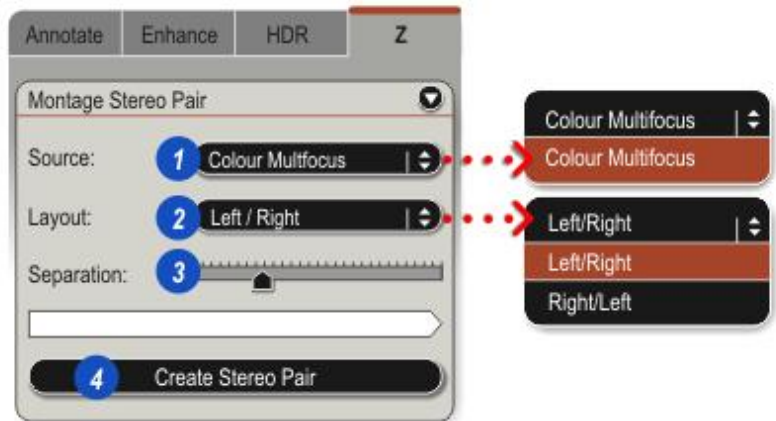 Annotate Enhance HDR Z
Montage Stereo Pair
Source: 1 Colour Multfocus
Layout: 2 Left / Right
Separation: 3
4 Create Stereo Pair
Colour Multifocus
Colour Multifocus
Left/Right
Left/Right
Right/Left